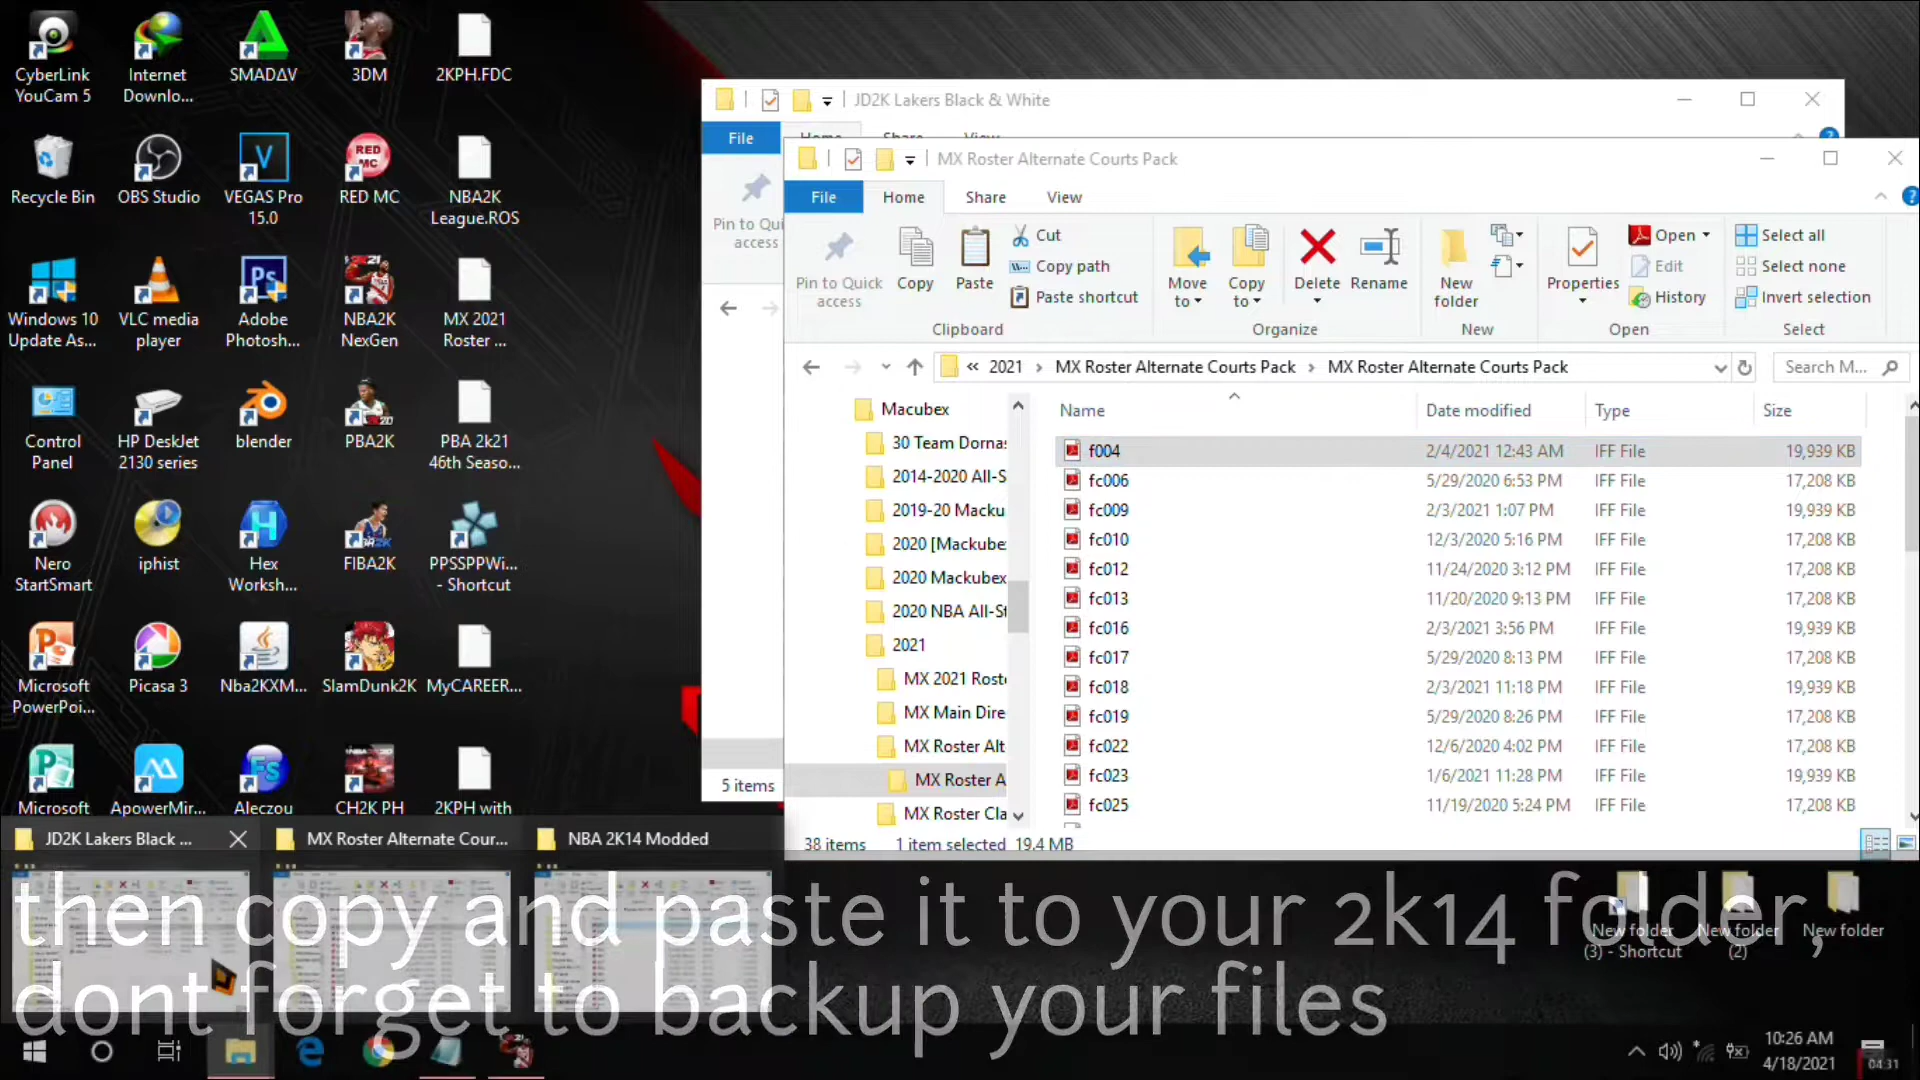 CyberLink
YouCam 5
Internet
Downlo...
SMADΔV
3DM
2KPH.FDC
Recycle Bin
OBS Studio
VEGAS Pro
15.0
RED MC
NBA2K
League.ROS
Windows 10
Update As...
VLC media
player
Adobe
Photosh...
NBA2K
NexGen
MX 2021
Roster ...
Control
Panel
HP DeskJet
2130 series
blender
PBA2K
PBA 2k21
46th Seaso...
Nero
StartSmart
iphist
Hex
Worksh...
FIBA2K
PPSSPPWi...
- Shortcut
Microsoft
PowerPoi...
Picasa 3
Nba2KXM...
SlamDunk2K
MyCAREER...
Microsoft
ApowerMir...
Aleczou
CH2K PH
2KPH with
JD2K Lakers Black & White
File
Home
Share
View
Pin to Qui
access
5 items
MX Roster Alternate Courts Pack
File
Home
Share
View
Pin to Quick
access
Copy
Paste
Cut
Copy path
Paste shortcut
Clipboard
Move
to
Copy
to
Delete
Rename
Organize
New
folder
New
Properties
Open
Edit
History
Open
Select all
Select none
Invert selection
Select
« 2021 › MX Roster Alternate Courts Pack › MX Roster Alternate Courts Pack
Search M...
Macubex
30 Team Dornas
2014-2020 All-S
2019-20 Macku
2020 [Mackube
2020 Mackubex
2020 NBA All-St
2021
MX 2021 Roste
MX Main Dire
MX Roster Alt
MX Roster A
MX Roster Cla
Name Date modified Type Size
f004 2/4/2021 12:43 AM IFF File 19,939 KB
fc006 5/29/2020 6:53 PM IFF File 17,208 KB
fc009 2/3/2021 1:07 PM IFF File 19,939 KB
fc010 12/3/2020 5:16 PM IFF File 17,208 KB
fc012 11/24/2020 3:12 PM IFF File 17,208 KB
fc013 11/20/2020 9:13 PM IFF File 17,208 KB
fc016 2/3/2021 3:56 PM IFF File 19,939 KB
fc017 5/29/2020 8:13 PM IFF File 17,208 KB
fc018 2/3/2021 11:18 PM IFF File 19,939 KB
fc019 5/29/2020 8:26 PM IFF File 17,208 KB
fc022 12/6/2020 4:02 PM IFF File 17,208 KB
fc023 1/6/2021 11:28 PM IFF File 19,939 KB
fc025 11/19/2020 5:24 PM IFF File 17,208 KB
38 items 1 item selected 19.4 MB
JD2K Lakers Black ...
MX Roster Alternate Cour...
NBA 2K14 Modded
then copy and paste it to your 2k14 folder,
dont forget to backup your files
New folder
(3) - Shortcut
New folder
(2)
New folder
10:26 AM
4/18/2021
04:31